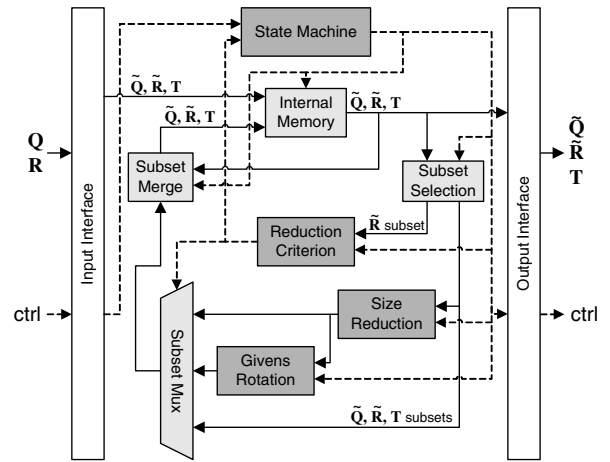 State Machine
Q̃, R̃, T
Internal
Memory
Q̃, R̃, T
Q̃, R̃, T
Q
R
Subset
Merge
Subset
Selection
Q̃
R̃
T
Input Interface
Output Interface
R̃ subset
Reduction
Criterion
ctrl
ctrl
Size
Reduction
Subset Mux
Givens
Rotation
Q̃, R̃, T subsets